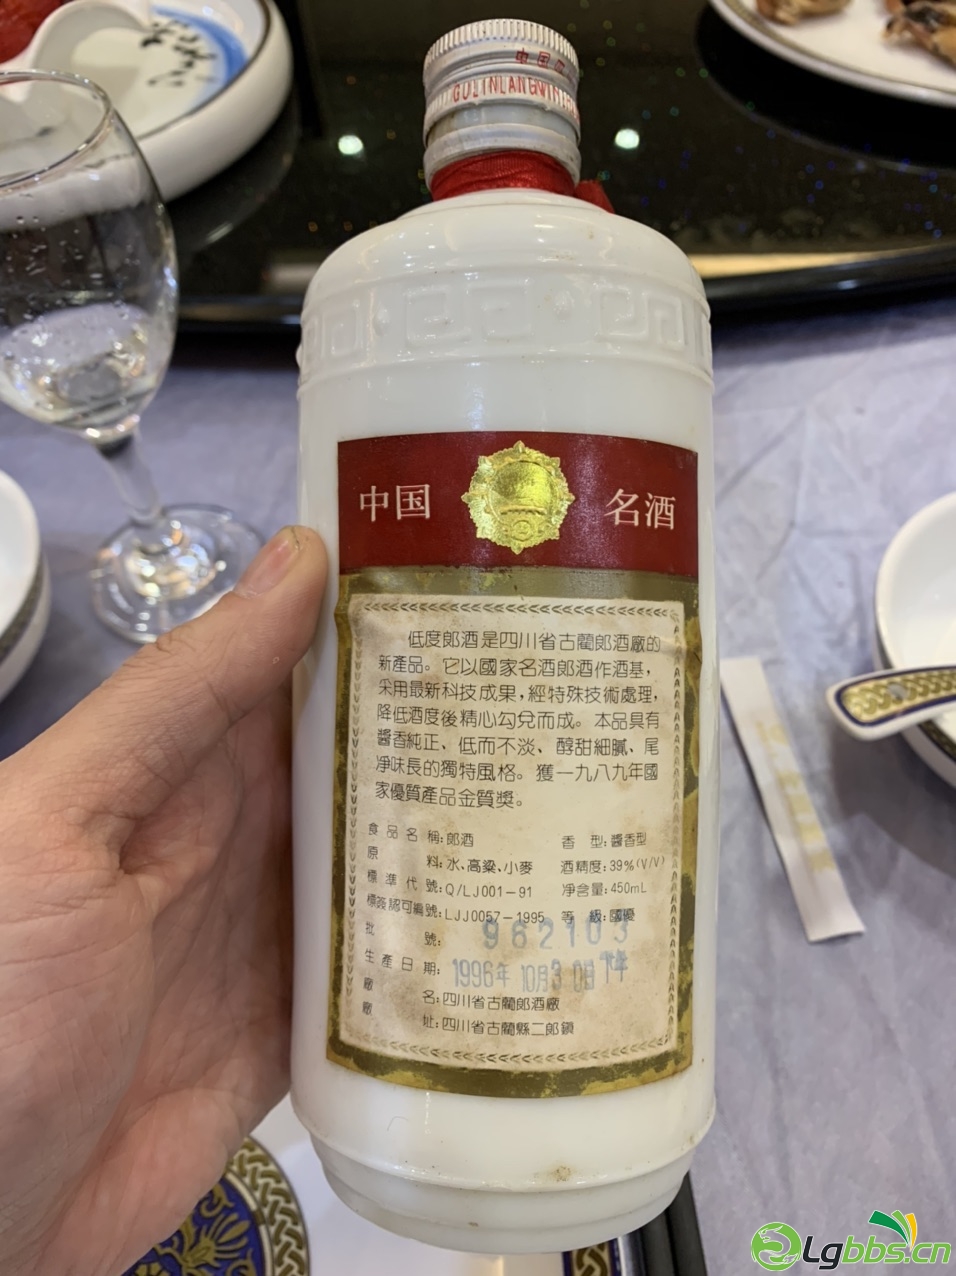 中国
GULINLANGWINE
中国 名酒
低度郎酒是四川省古藺郎酒廠的
新產品。它以國家名酒郎酒作酒基，
采用最新科技成果，經特殊技術處理，
降低酒度後精心勾兌而成。本品具有
醬香純正、低而不淡、醇甜細膩、尾
淨味長的獨特風格。獲一九八九年國
家優質產品金質獎。
食品名稱:郎酒 香型:醬香型
原料:水、高粱、小麥 酒精度:39%(V/V)
標準代號:Q/LJ001-91 淨含量:450mL
標簽認可編號:LJJ0057-1995 等級:國優
批號: 962103
生產日期: 1996年10月30日
廠名:四川省古藺郎酒廠
廠址:四川省古藺縣二郎鎮
Lgbbs.cn